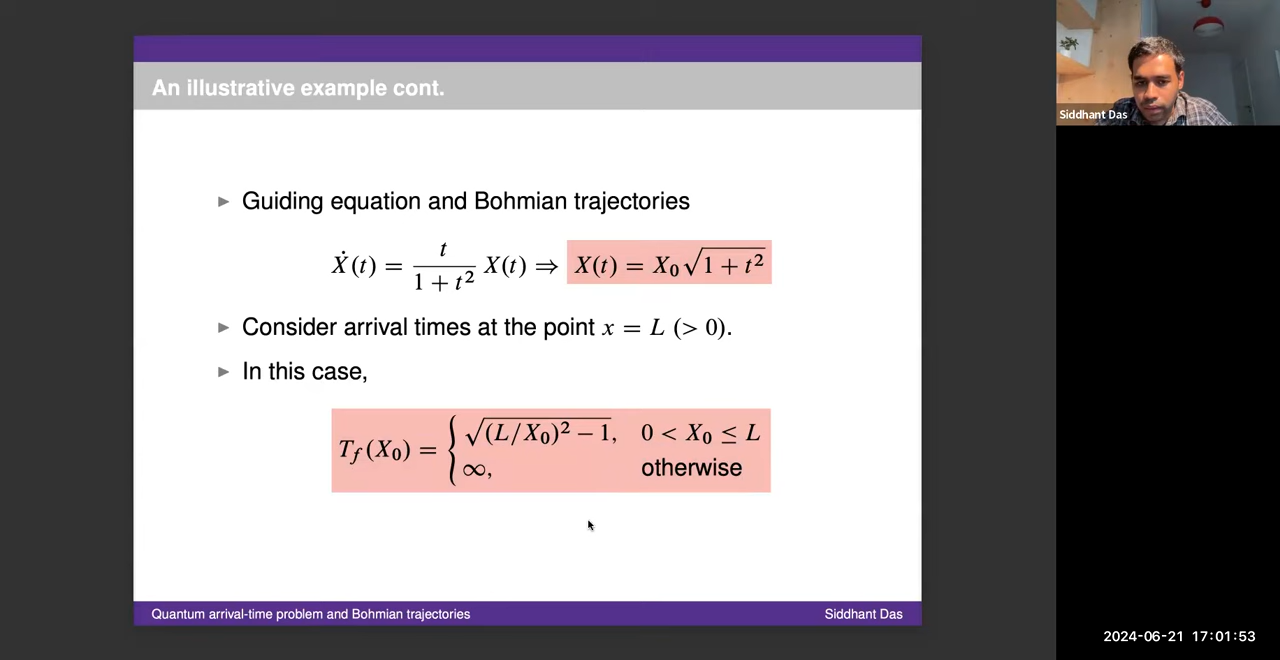 An illustrative example cont.
Siddhant Das
▶ Guiding equation and Bohmian trajectories
Ẋ(t) = t / (1 + t²) X(t) ⇒ X(t) = X₀√(1 + t²)
▶ Consider arrival times at the point x = L (> 0).
▶ In this case,
T_f(X₀) = { √((L/X₀)² − 1), 0 < X₀ ≤ L
∞, otherwise
Quantum arrival-time problem and Bohmian trajectories Siddhant Das
2024-06-21 17:01:53